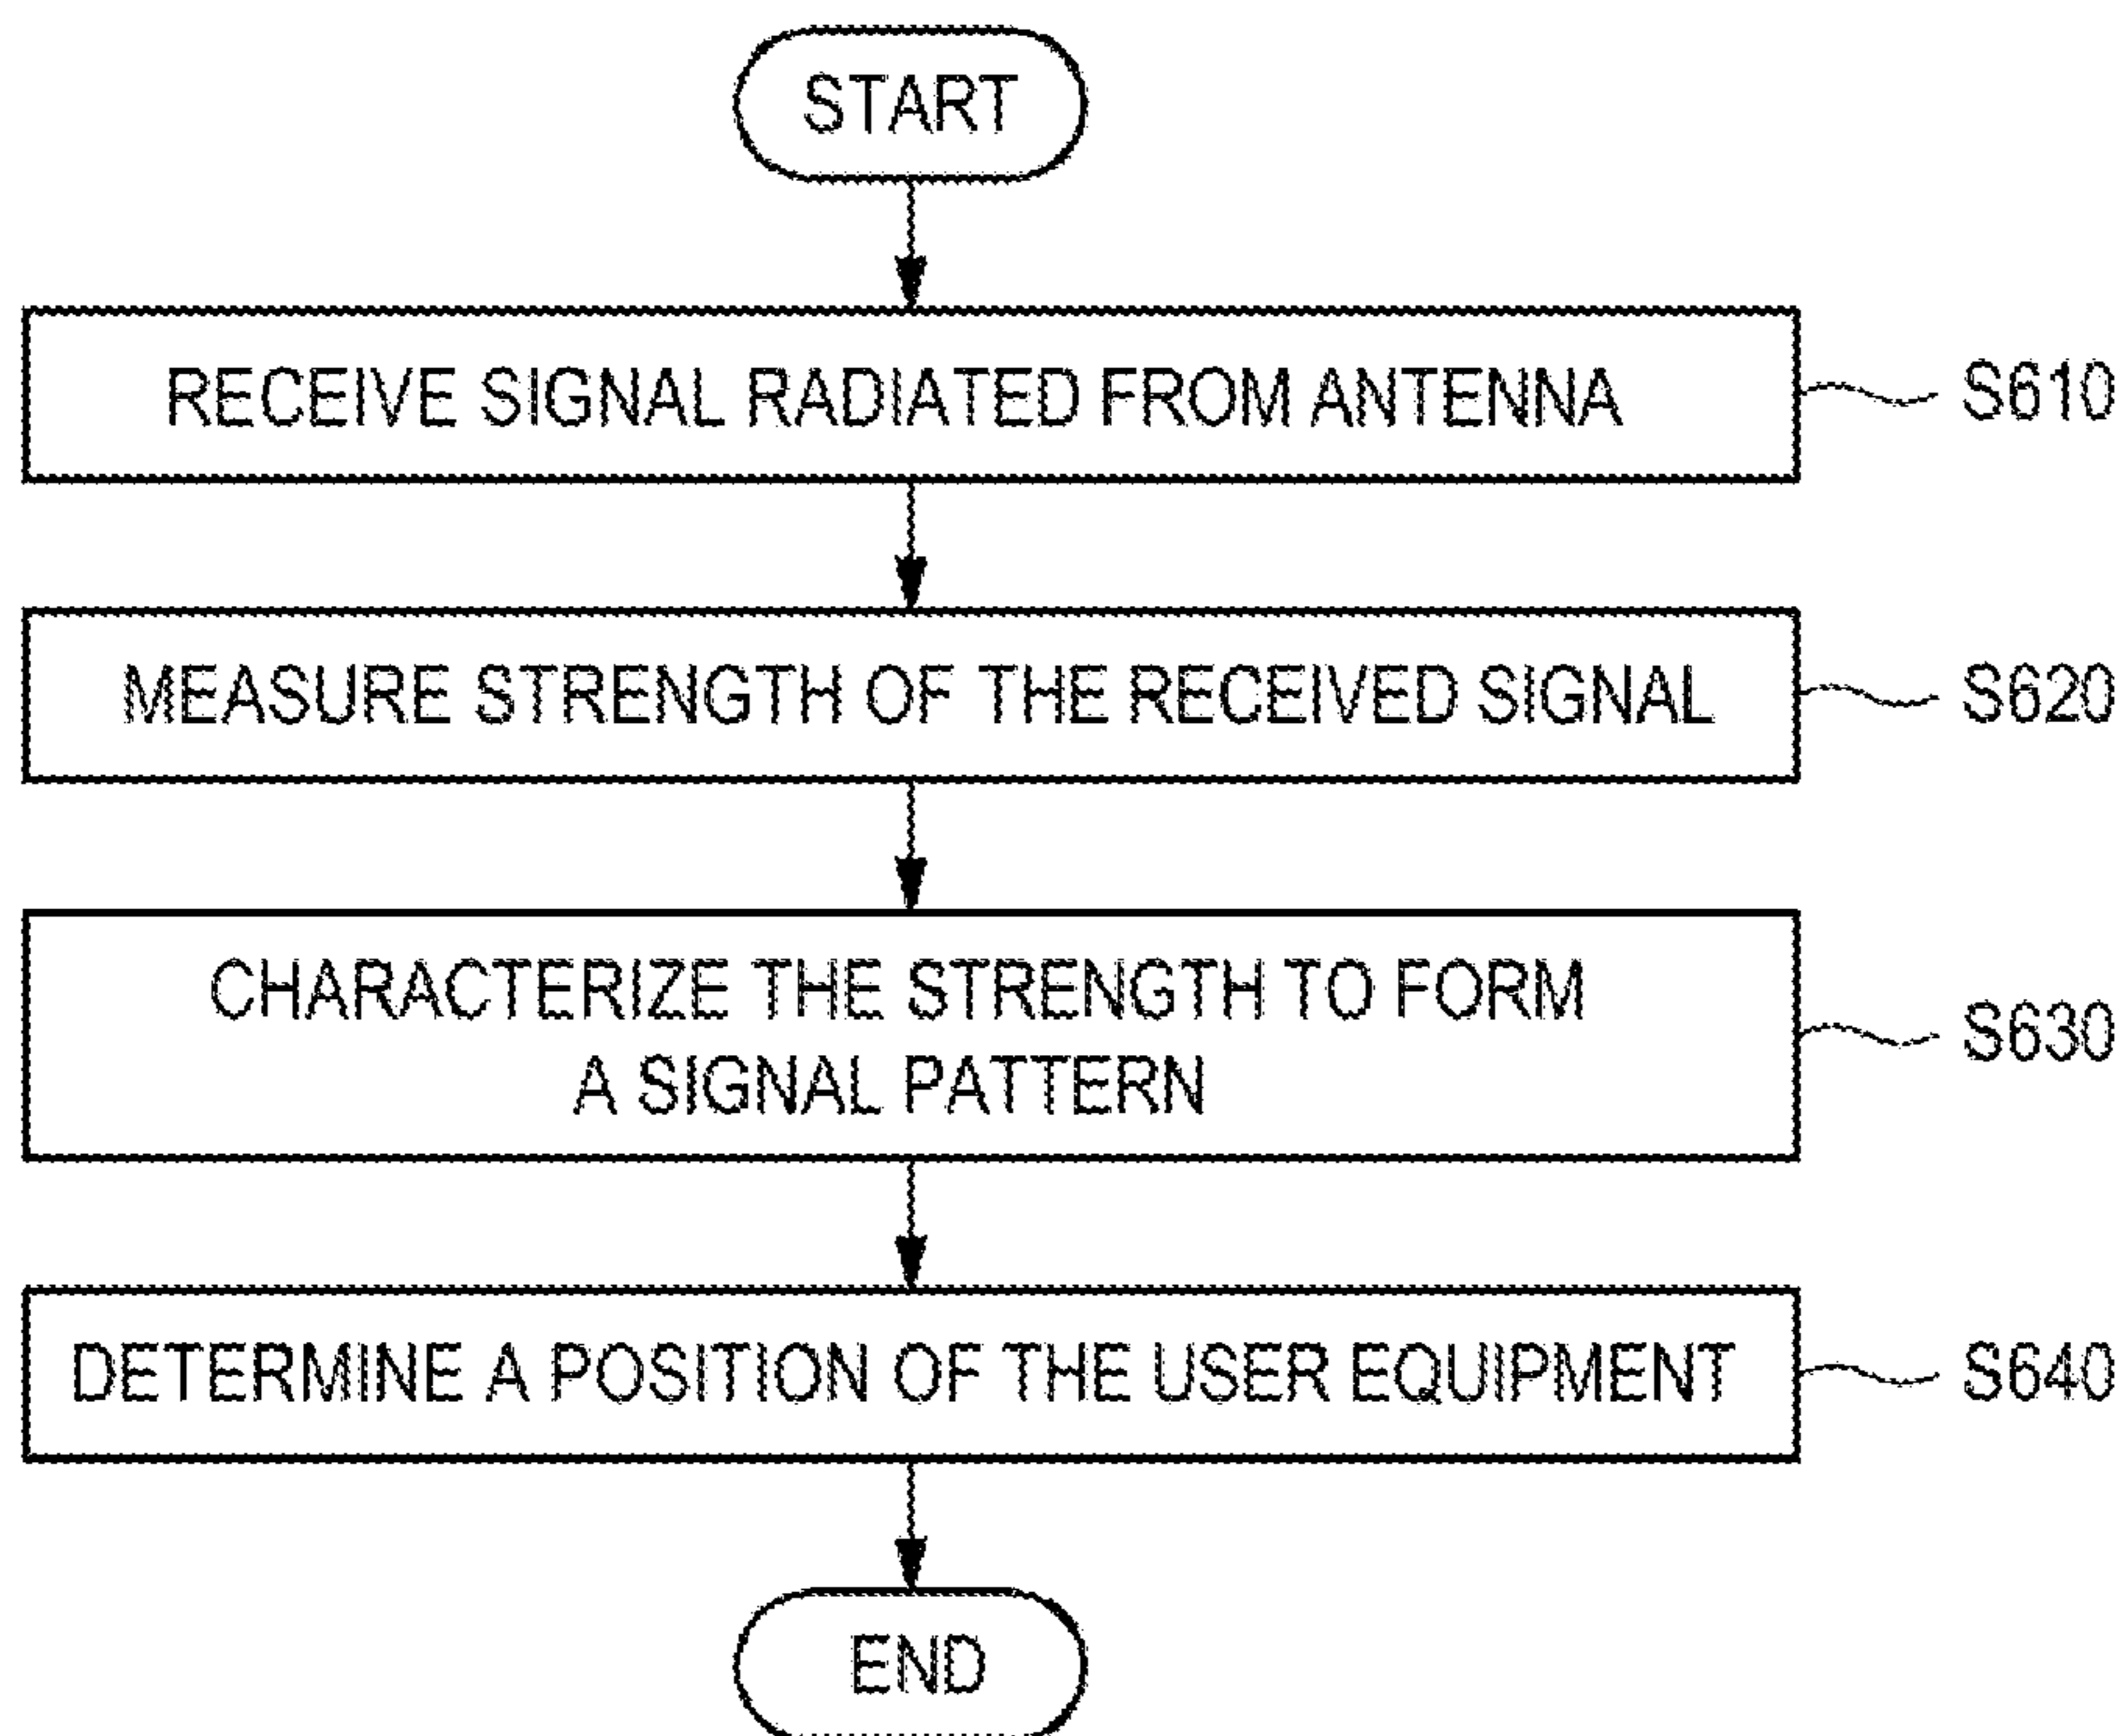 START
RECEIVE SIGNAL RADIATED FROM ANTENNA
S610
MEASURE STRENGTH OF THE RECEIVED SIGNAL
S620
CHARACTERIZE THE STRENGTH TO FORM
A SIGNAL PATTERN
S630
DETERMINE A POSITION OF THE USER EQUIPMENT
S640
END